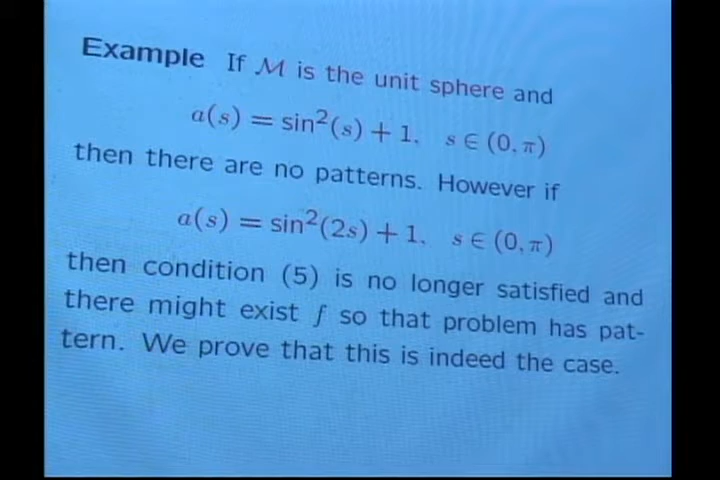 Example If M is the unit sphere and
a(s) = sin²(s) + 1, s ∈ (0, π)
then there are no patterns. However if
a(s) = sin²(2s) + 1, s ∈ (0, π)
then condition (5) is no longer satisfied and
there might exist f so that problem has pat-
tern. We prove that this is indeed the case.